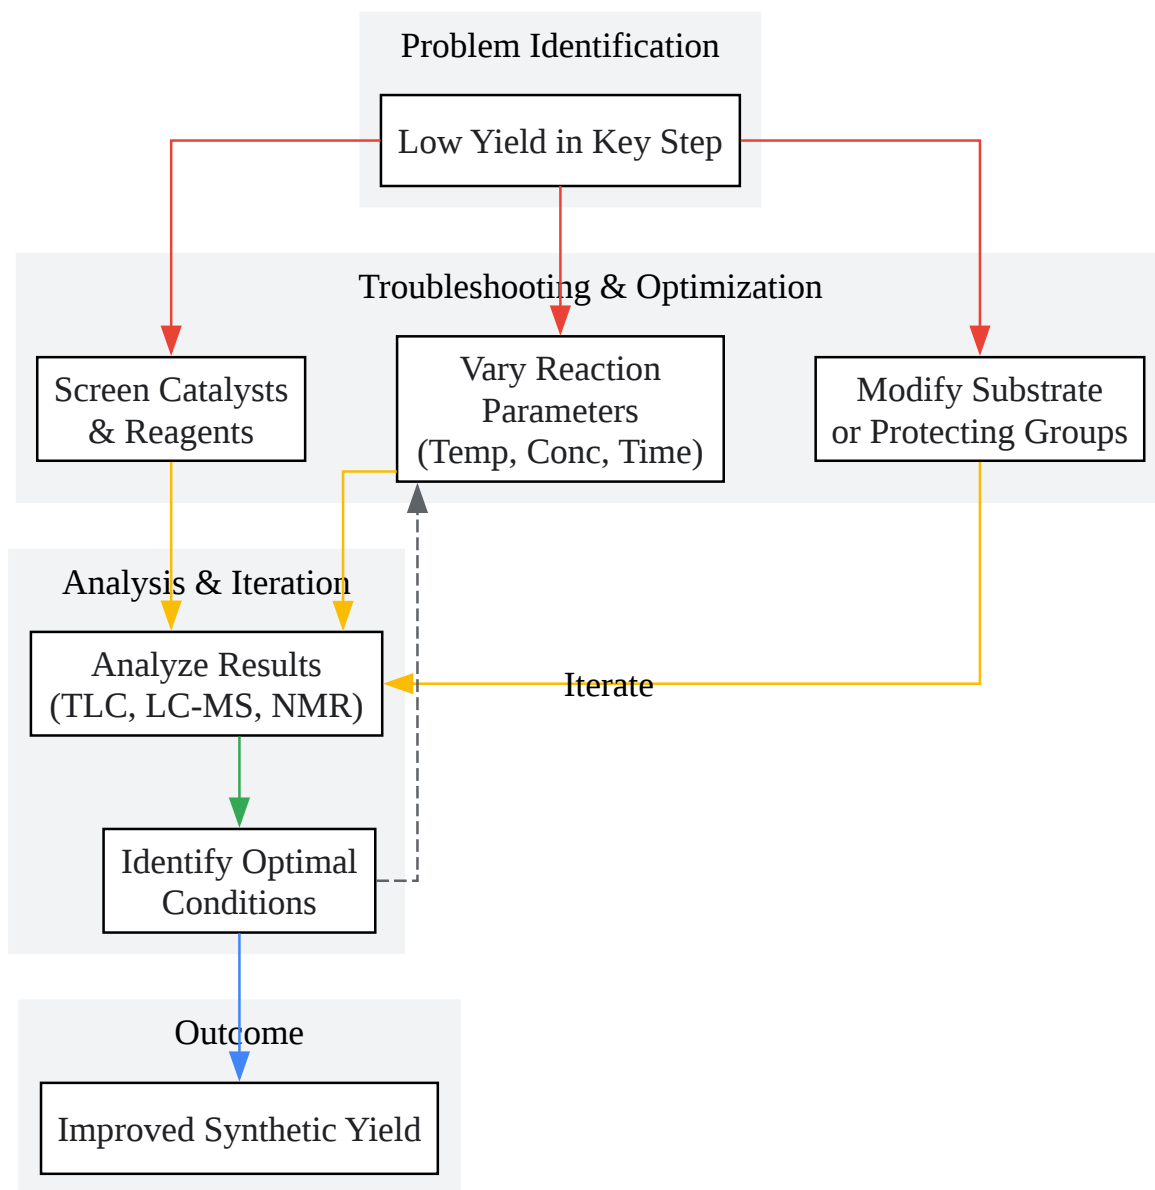 Problem Identification
Low Yield in Key Step
Troubleshooting & Optimization
Screen Catalysts
& Reagents
Vary Reaction
Parameters
(Temp, Conc, Time)
Modify Substrate
or Protecting Groups
Analysis & Iteration
Analyze Results
(TLC, LC-MS, NMR)
Iterate
Identify Optimal
Conditions
Outcome
Improved Synthetic Yield